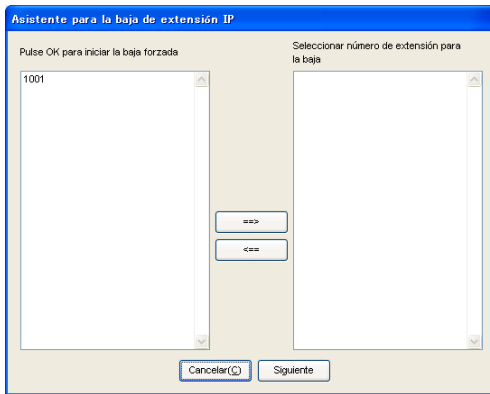 Asistente para la baja de extensión IP
Pulse OK para iniciar la baja forzada
Seleccionar número de extensión para
la baja
1001
==>
<==
Cancelar(C)
Siguiente